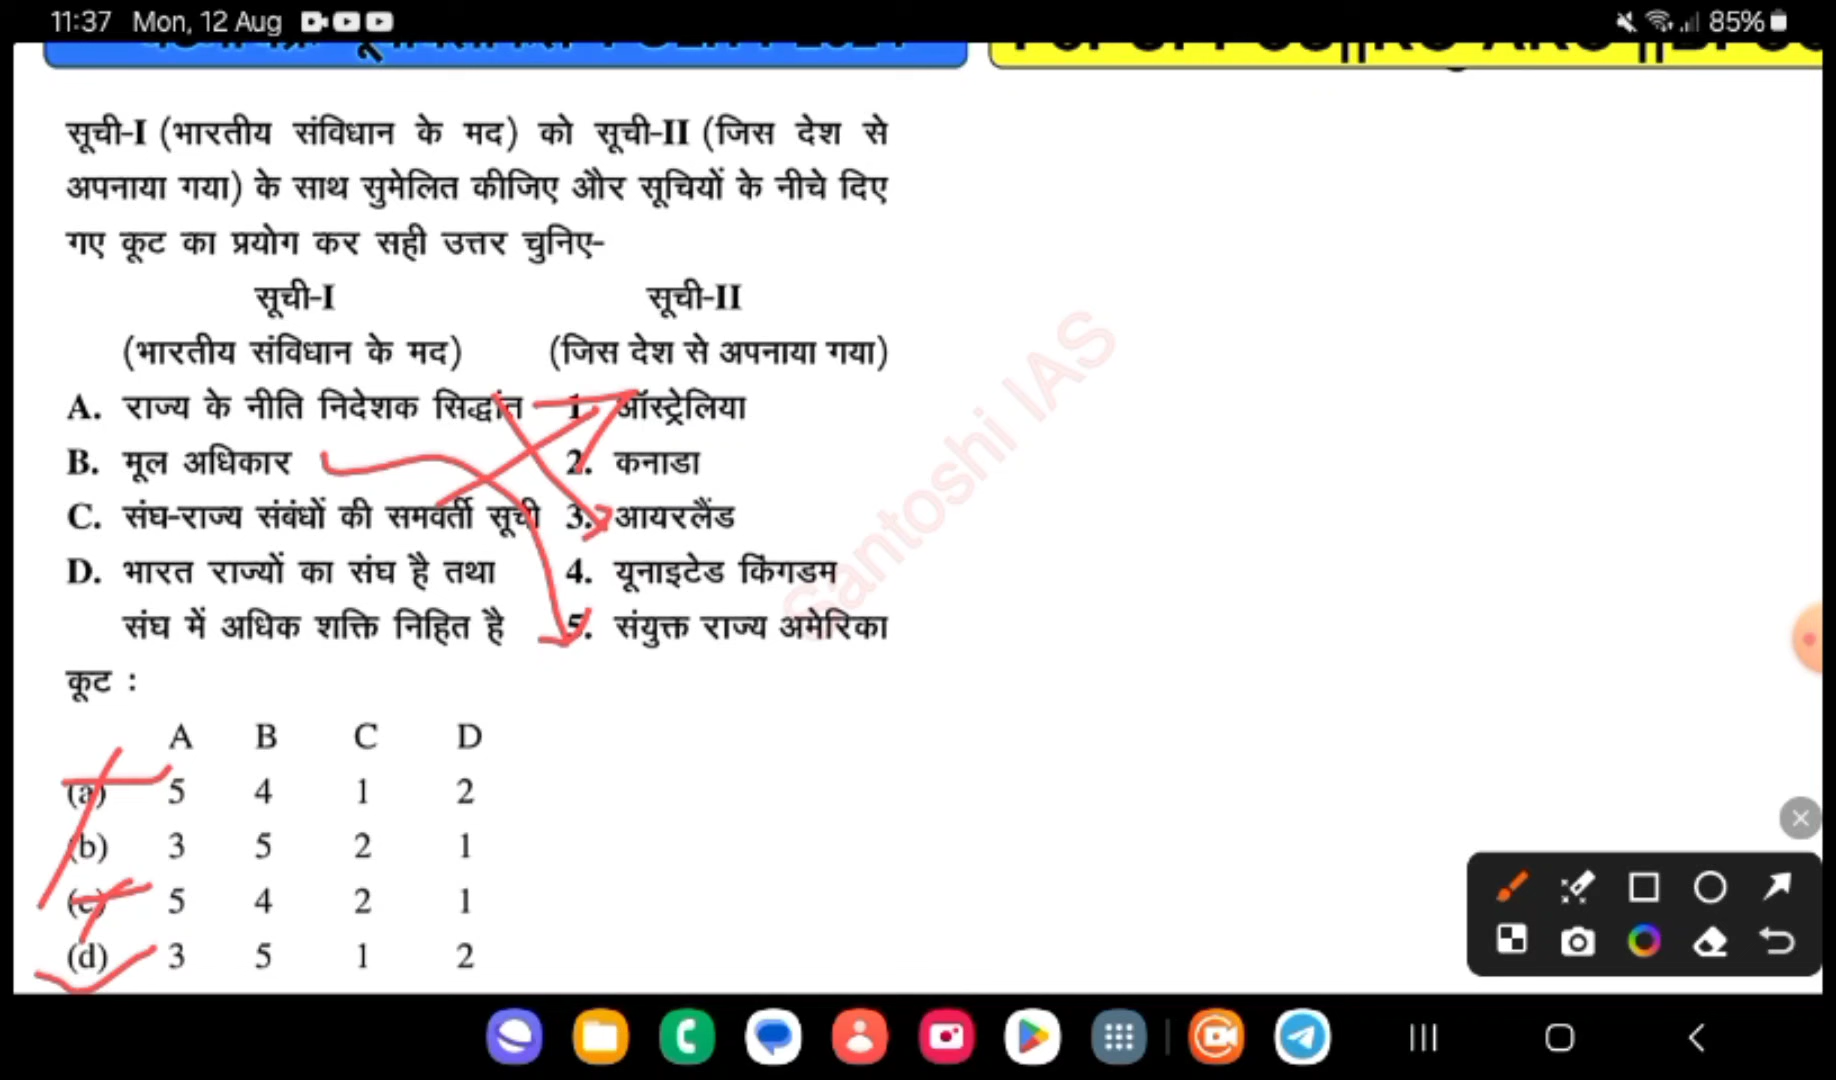 11:37 Mon, 12 Aug 85%
सूची-I (भारतीय संविधान के मद) को सूची-II (जिस देश से
अपनाया गया) के साथ सुमेलित कीजिए और सूचियों के नीचे दिए
गए कूट का प्रयोग कर सही उत्तर चुनिए-
सूची-I सूची-II
(भारतीय संविधान के मद) (जिस देश से अपनाया गया)
A. राज्य के नीति निदेशक सिद्धांत 1. ऑस्ट्रेलिया
B. मूल अधिकार 2. कनाडा
C. संघ-राज्य संबंधों की समवर्ती सूची 3. आयरलैंड
D. भारत राज्यों का संघ है तथा 4. यूनाइटेड किंगडम
संघ में अधिक शक्ति निहित है 5. संयुक्त राज्य अमेरिका
कूट :
A B C D
(a) 5 4 1 2
(b) 3 5 2 1
(c) 5 4 2 1
(d) 3 5 1 2
Santoshi IAS